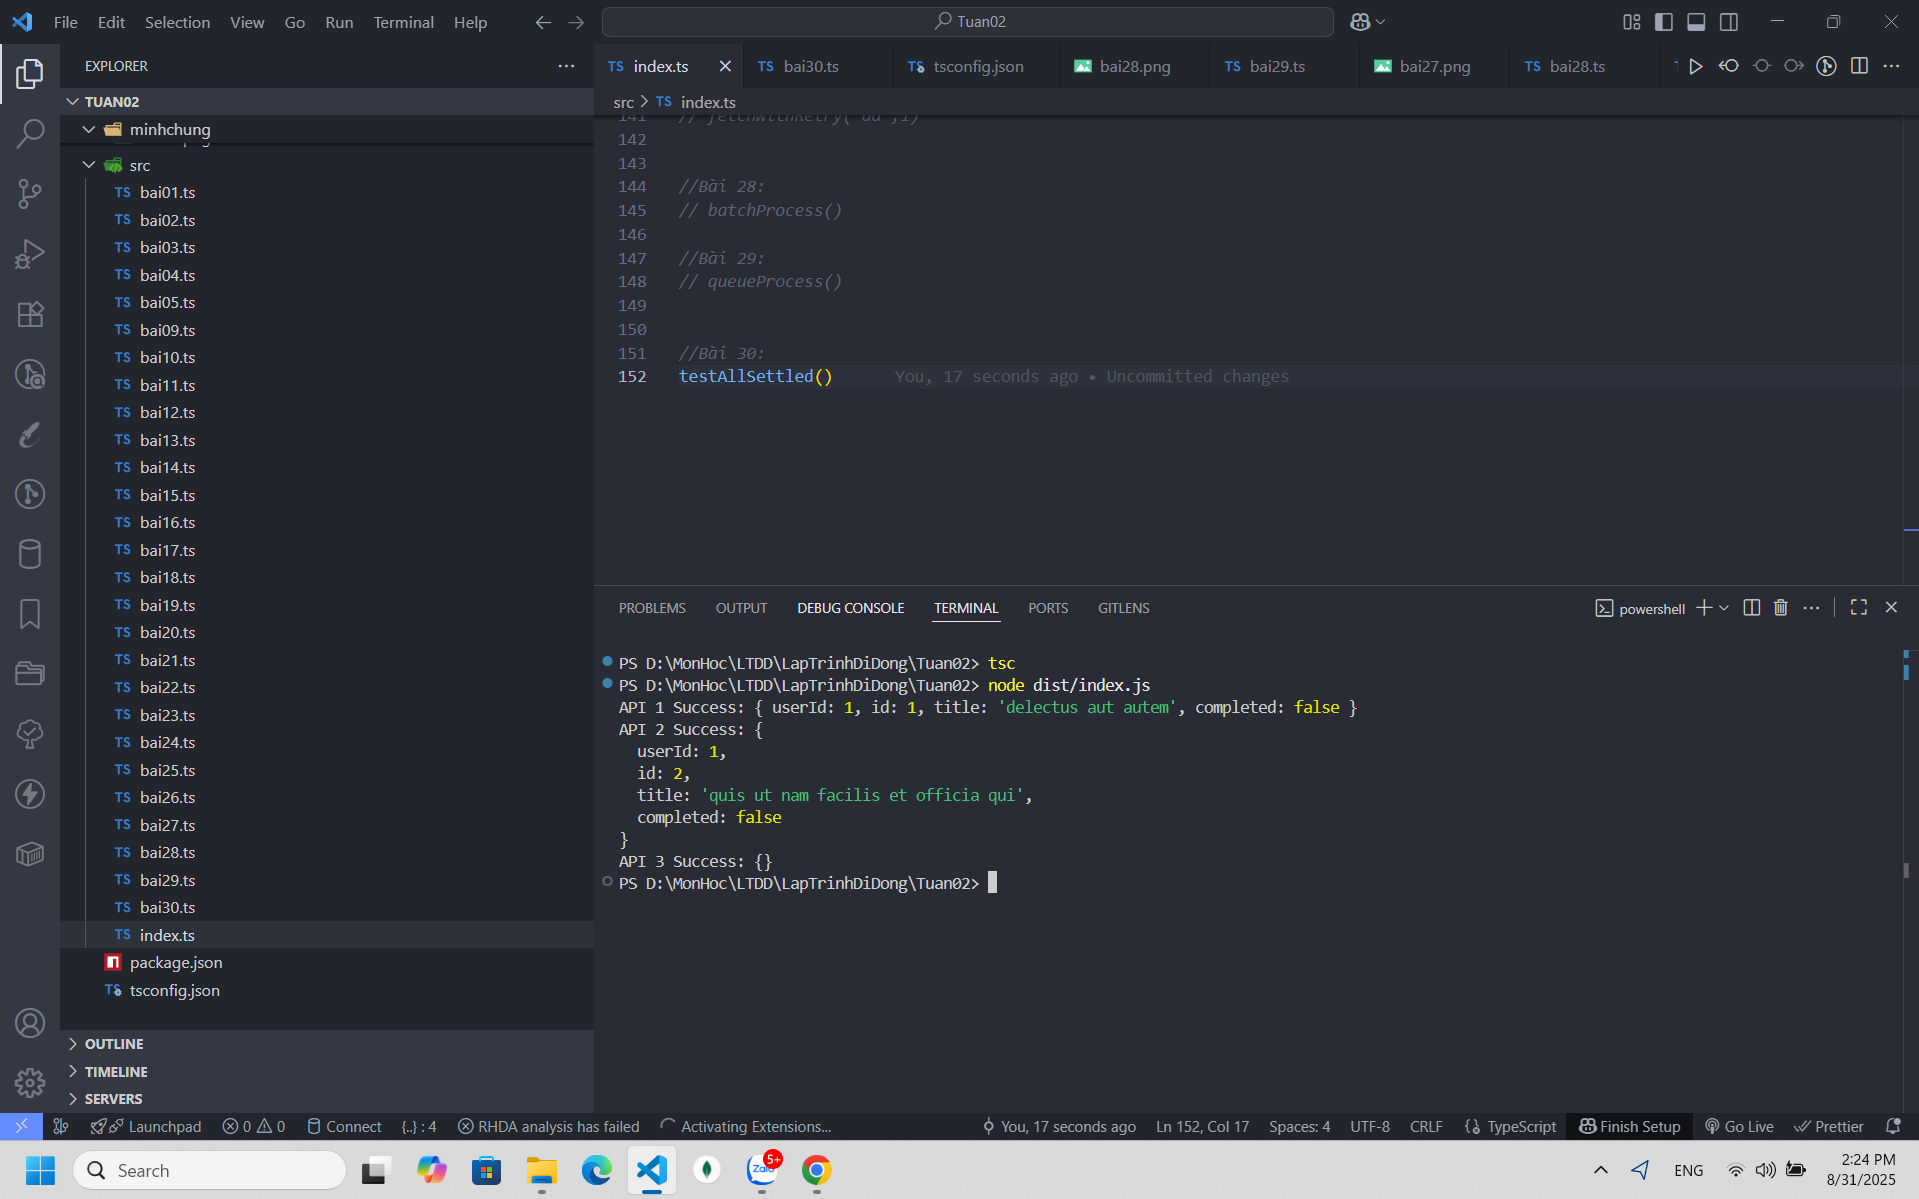 File Edit Selection View Go Run Terminal Help
Tuan02
EXPLORER
TUAN02
minhchung
src
TS bai01.ts
TS bai02.ts
TS bai03.ts
TS bai04.ts
TS bai05.ts
TS bai09.ts
TS bai10.ts
TS bai11.ts
TS bai12.ts
TS bai13.ts
TS bai14.ts
TS bai15.ts
TS bai16.ts
TS bai17.ts
TS bai18.ts
TS bai19.ts
TS bai20.ts
TS bai21.ts
TS bai22.ts
TS bai23.ts
TS bai24.ts
TS bai25.ts
TS bai26.ts
TS bai27.ts
TS bai28.ts
TS bai29.ts
TS bai30.ts
TS index.ts
package.json
TS tsconfig.json
OUTLINE
TIMELINE
SERVERS
TS index.ts TS bai30.ts TS tsconfig.json bai28.png TS bai29.ts bai27.png TS bai28.ts
src > TS index.ts
141
142
143
144 //Bài 28:
145 // batchProcess()
146
147 //Bài 29:
148 // queueProcess()
149
150
151 //Bài 30:
152 testAllSettled() You, 17 seconds ago • Uncommitted changes
PROBLEMS OUTPUT DEBUG CONSOLE TERMINAL PORTS GITLENS
powershell
PS D:\MonHoc\LTDD\LapTrinhDiDong\Tuan02> tsc
PS D:\MonHoc\LTDD\LapTrinhDiDong\Tuan02> node dist/index.js
API 1 Success: { userId: 1, id: 1, title: 'delectus aut autem', completed: false }
API 2 Success: {
userId: 1,
id: 2,
title: 'quis ut nam facilis et officia qui',
completed: false
}
API 3 Success: {}
PS D:\MonHoc\LTDD\LapTrinhDiDong\Tuan02>
Launchpad 0 0 Connect {..} : 4 RHDA analysis has failed Activating Extensions... You, 17 seconds ago Ln 152, Col 17 Spaces: 4 UTF-8 CRLF TypeScript Finish Setup Go Live Prettier
Search
Zalo
5+
ENG
2:24 PM
8/31/2025